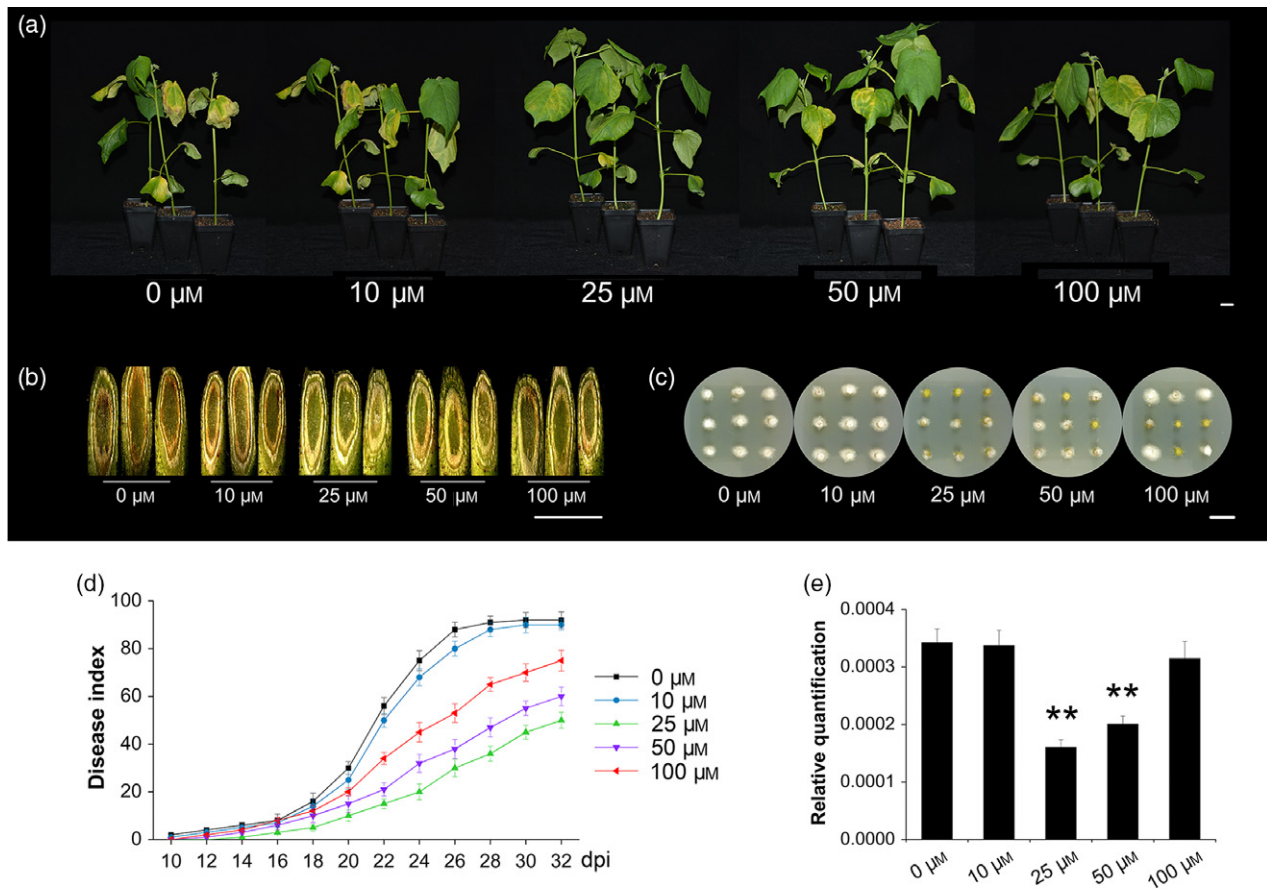 (a)
0 μM 10 μM 25 μM 50 μM 100 μM
(b)
0 μM 10 μM 25 μM 50 μM 100 μM
(c)
0 μM 10 μM 25 μM 50 μM 100 μM
(d)
Disease index
100
80
60
40
20
0
10 12 14 16 18 20 22 24 26 28 30 32 dpi
0 μM
10 μM
25 μM
50 μM
100 μM
(e)
Relative quantification
0.0004
0.0003
0.0002
0.0001
0.0000
** **
0 μM 10 μM 25 μM 50 μM 100 μM